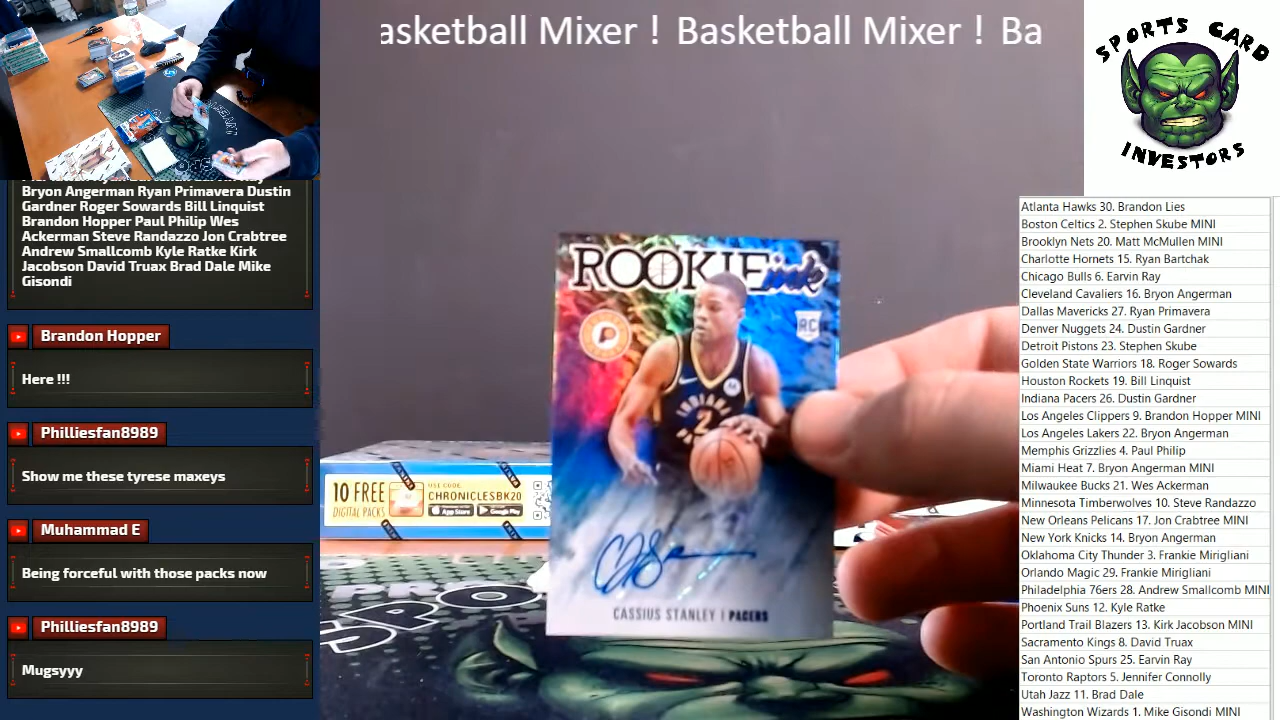 asketball Mixer ! Basketball Mixer ! Ba
SPORTS CARD
INVESTORS
Bryon Angerman Ryan Primavera Dustin
Gardner Roger Sowards Bill Linquist
Brandon Hopper Paul Philip Wes
Ackerman Steve Randazzo Jon Crabtree
Andrew Smallcomb Kyle Ratke Kirk
Jacobson David Truax Brad Dale Mike
Gisondi
Brandon Hopper
Here !!!
Philliesfan8989
Show me these tyrese maxeys
Muhammad E
Being forceful with those packs now
Philliesfan8989
Mugsyyy
ROOKIE ink
RC
INDIANA
2
CASSIUS STANLEY | PACERS
10 FREE
DIGITAL PACKS
USE CODE:
CHRONICLESBK20
App Store
Google Play
Atlanta Hawks 30. Brandon Lies
Boston Celtics 2. Stephen Skube MINI
Brooklyn Nets 20. Matt McMullen MINI
Charlotte Hornets 15. Ryan Bartchak
Chicago Bulls 6. Earvin Ray
Cleveland Cavaliers 16. Bryon Angerman
Dallas Mavericks 27. Ryan Primavera
Denver Nuggets 24. Dustin Gardner
Detroit Pistons 23. Stephen Skube
Golden State Warriors 18. Roger Sowards
Houston Rockets 19. Bill Linquist
Indiana Pacers 26. Dustin Gardner
Los Angeles Clippers 9. Brandon Hopper MINI
Los Angeles Lakers 22. Bryon Angerman
Memphis Grizzlies 4. Paul Philip
Miami Heat 7. Bryon Angerman MINI
Milwaukee Bucks 21. Wes Ackerman
Minnesota Timberwolves 10. Steve Randazzo
New Orleans Pelicans 17. Jon Crabtree MINI
New York Knicks 14. Bryon Angerman
Oklahoma City Thunder 3. Frankie Mirigliani
Orlando Magic 29. Frankie Mirigliani
Philadelphia 76ers 28. Andrew Smallcomb MINI
Phoenix Suns 12. Kyle Ratke
Portland Trail Blazers 13. Kirk Jacobson MINI
Sacramento Kings 8. David Truax
San Antonio Spurs 25. Earvin Ray
Toronto Raptors 5. Jennifer Connolly
Utah Jazz 11. Brad Dale
Washington Wizards 1. Mike Gisondi MINI